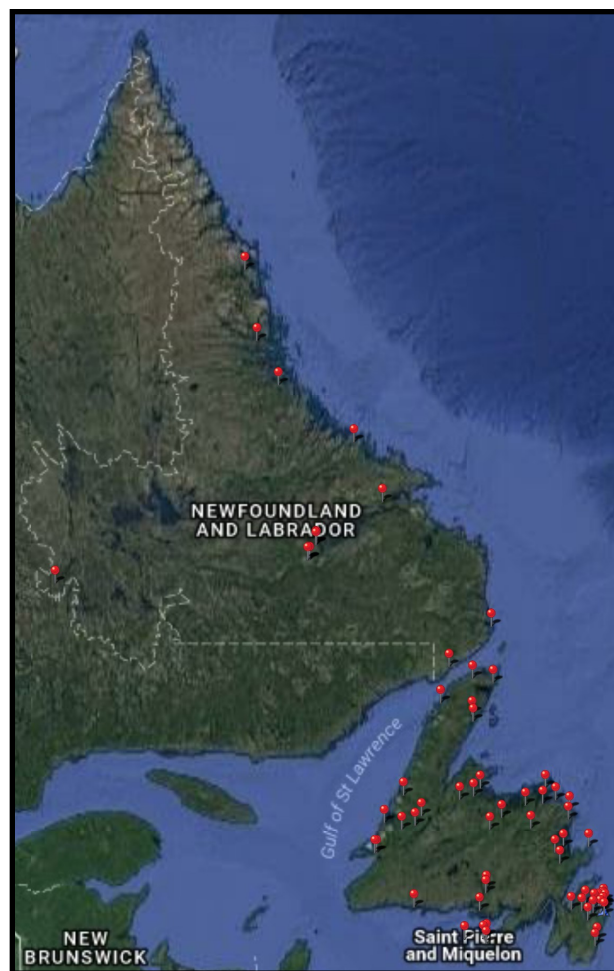 NEWFOUNDLAND
AND LABRADOR
Gulf of St Lawrence
NEW
BRUNSWICK
Saint Pierre
and Miquelon